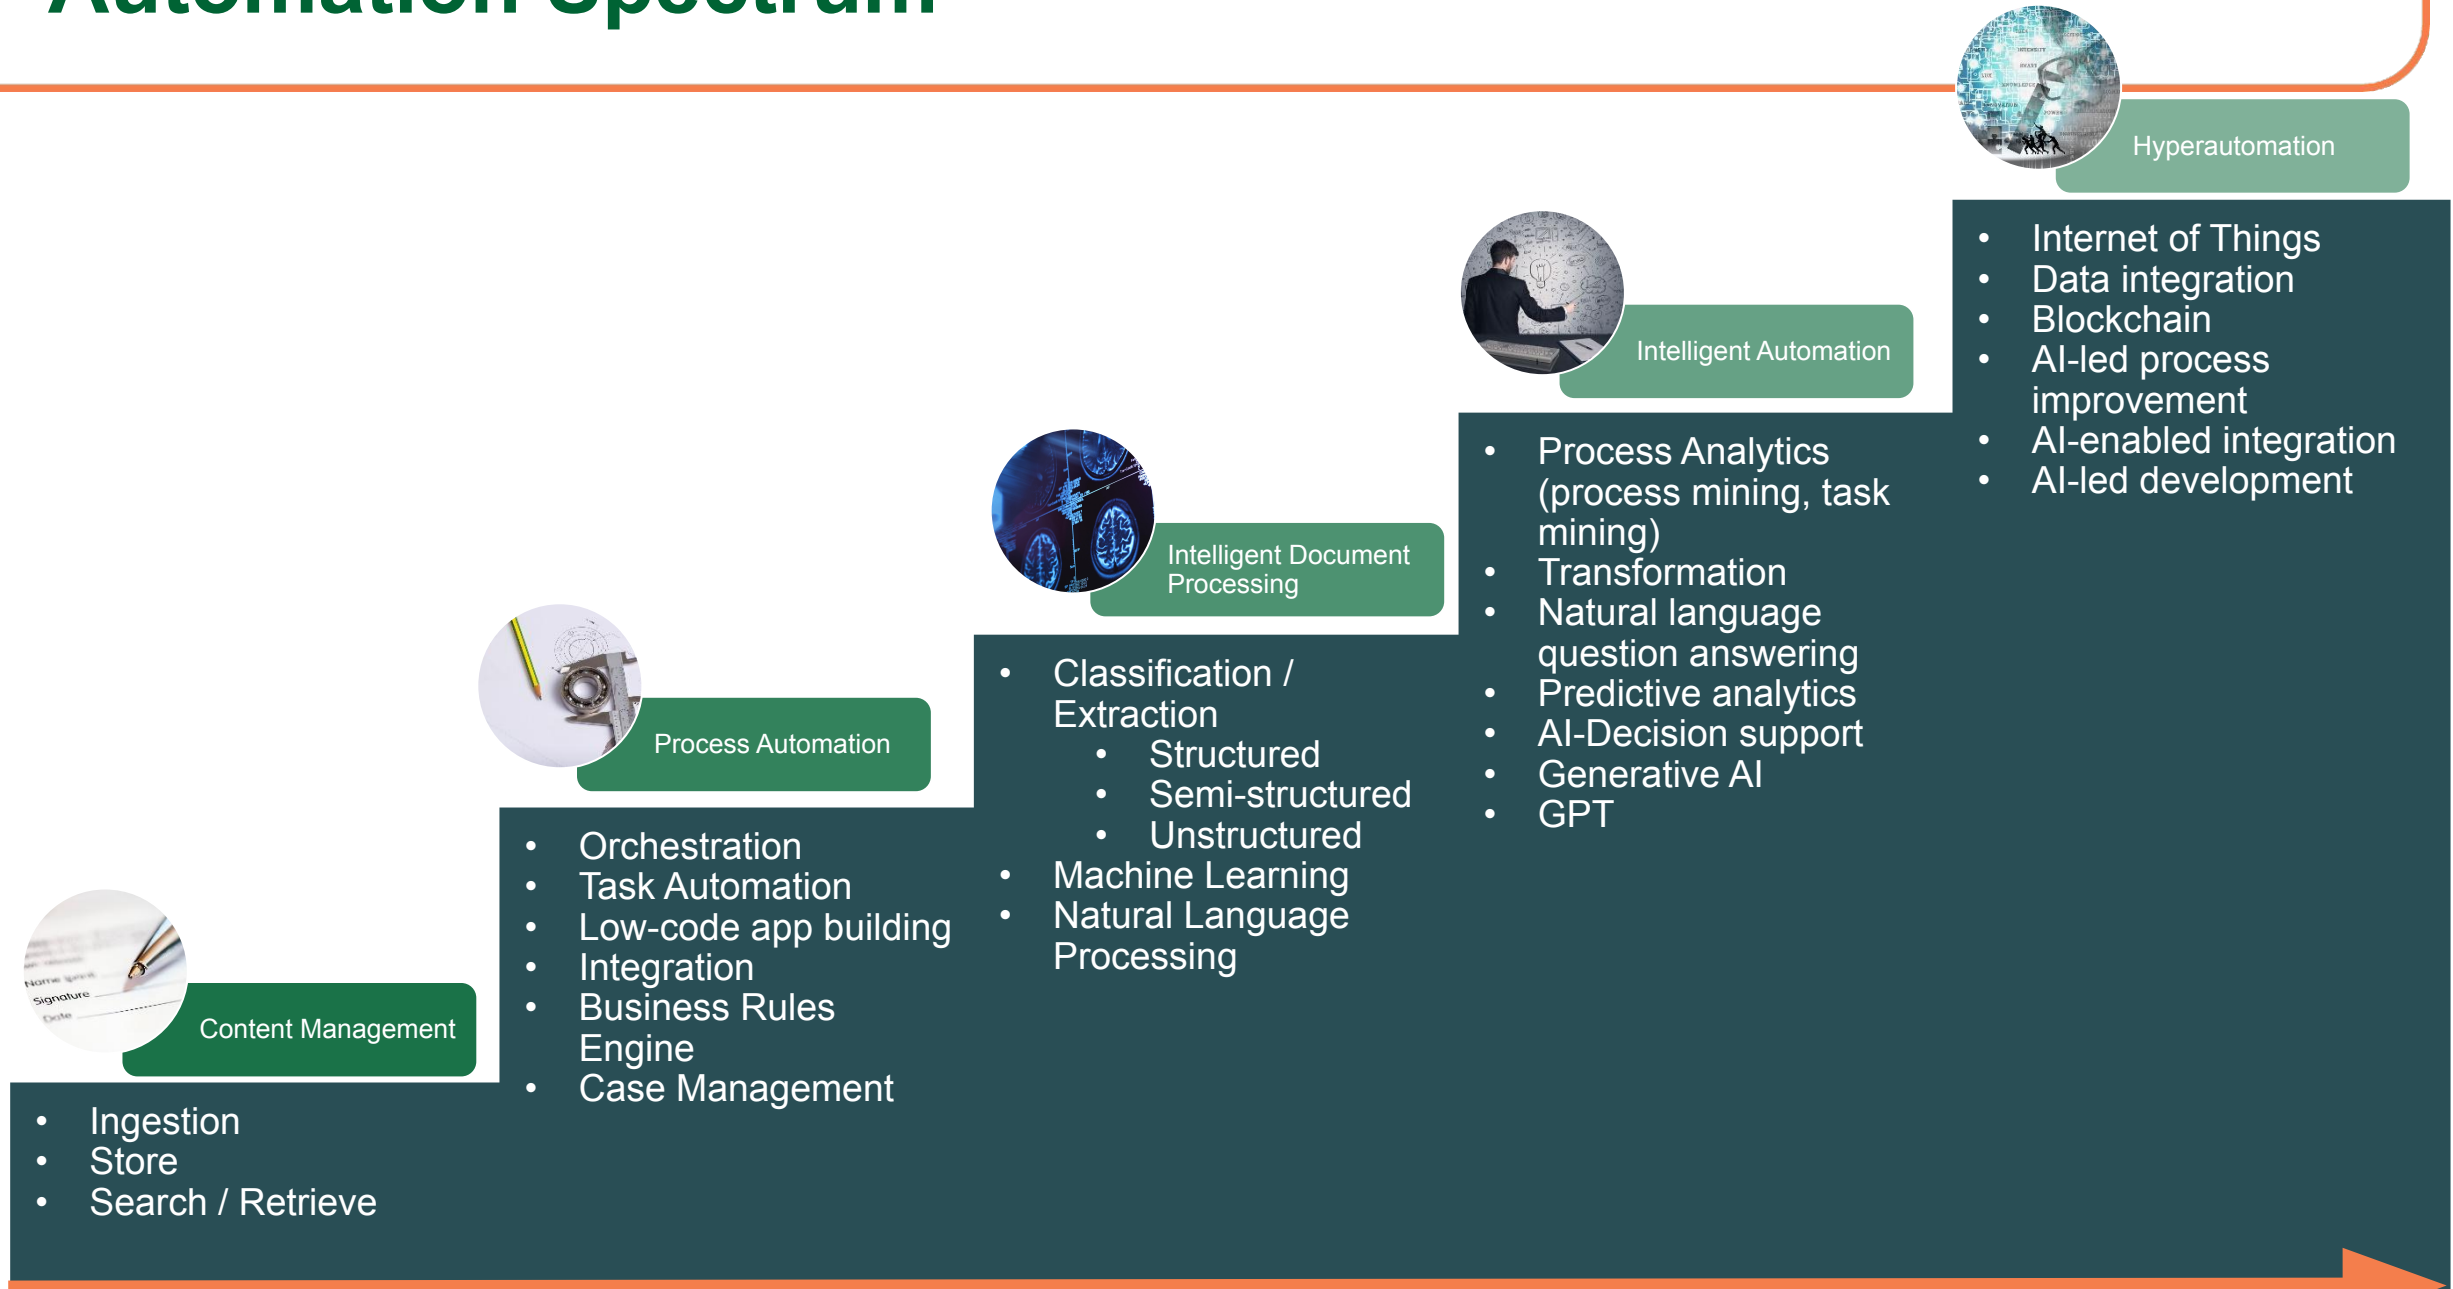 Automation Spectrum
Hyperautomation
• Internet of Things
• Data integration
• Blockchain
• AI-led process
improvement
• AI-enabled integration
• AI-led development
Intelligent Automation
• Process Analytics
(process mining, task
mining)
• Transformation
• Natural language
question answering
• Predictive analytics
• AI-Decision support
• Generative AI
• GPT
Intelligent Document
Processing
• Classification /
Extraction
• Structured
• Semi-structured
• Unstructured
• Machine Learning
• Natural Language
Processing
Process Automation
• Orchestration
• Task Automation
• Low-code app building
• Integration
• Business Rules
Engine
• Case Management
Name
Signature
Date
Content Management
• Ingestion
• Store
• Search / Retrieve